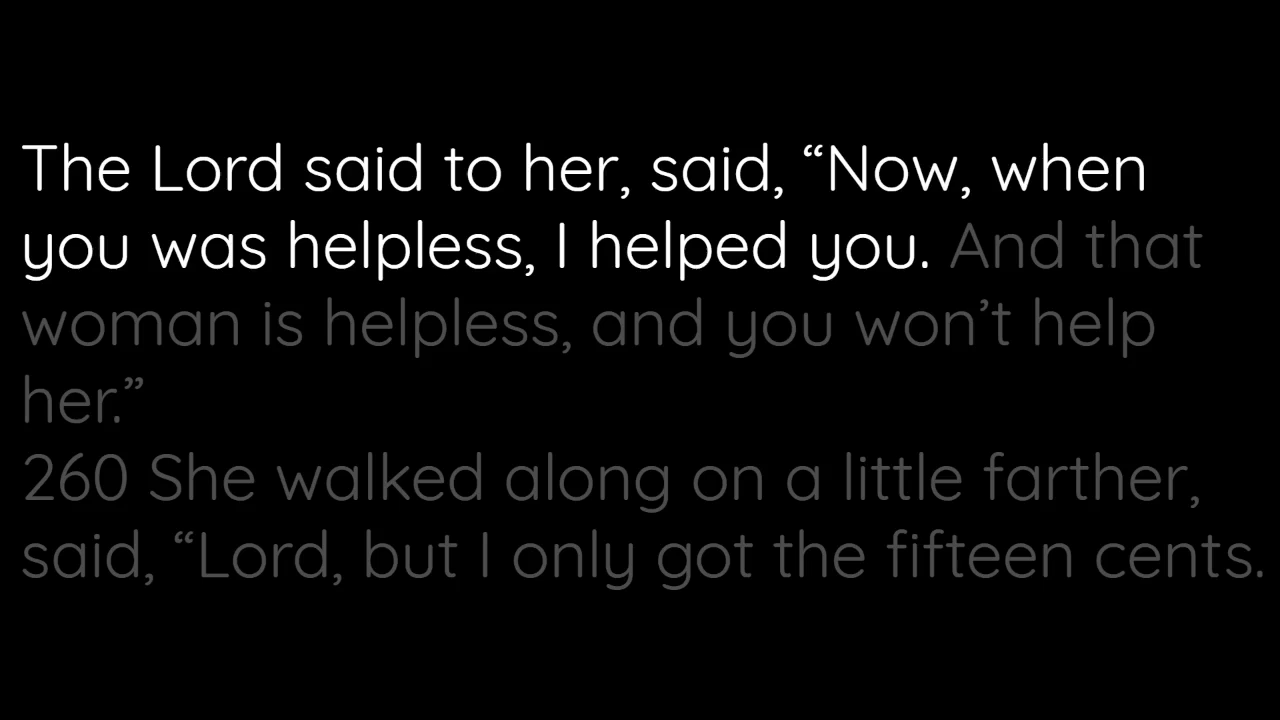 The Lord said to her, said, “Now, when
you was helpless, I helped you. And that
woman is helpless, and you won’t help
her.”
260 She walked along on a little farther,
said, “Lord, but I only got the fifteen cents.